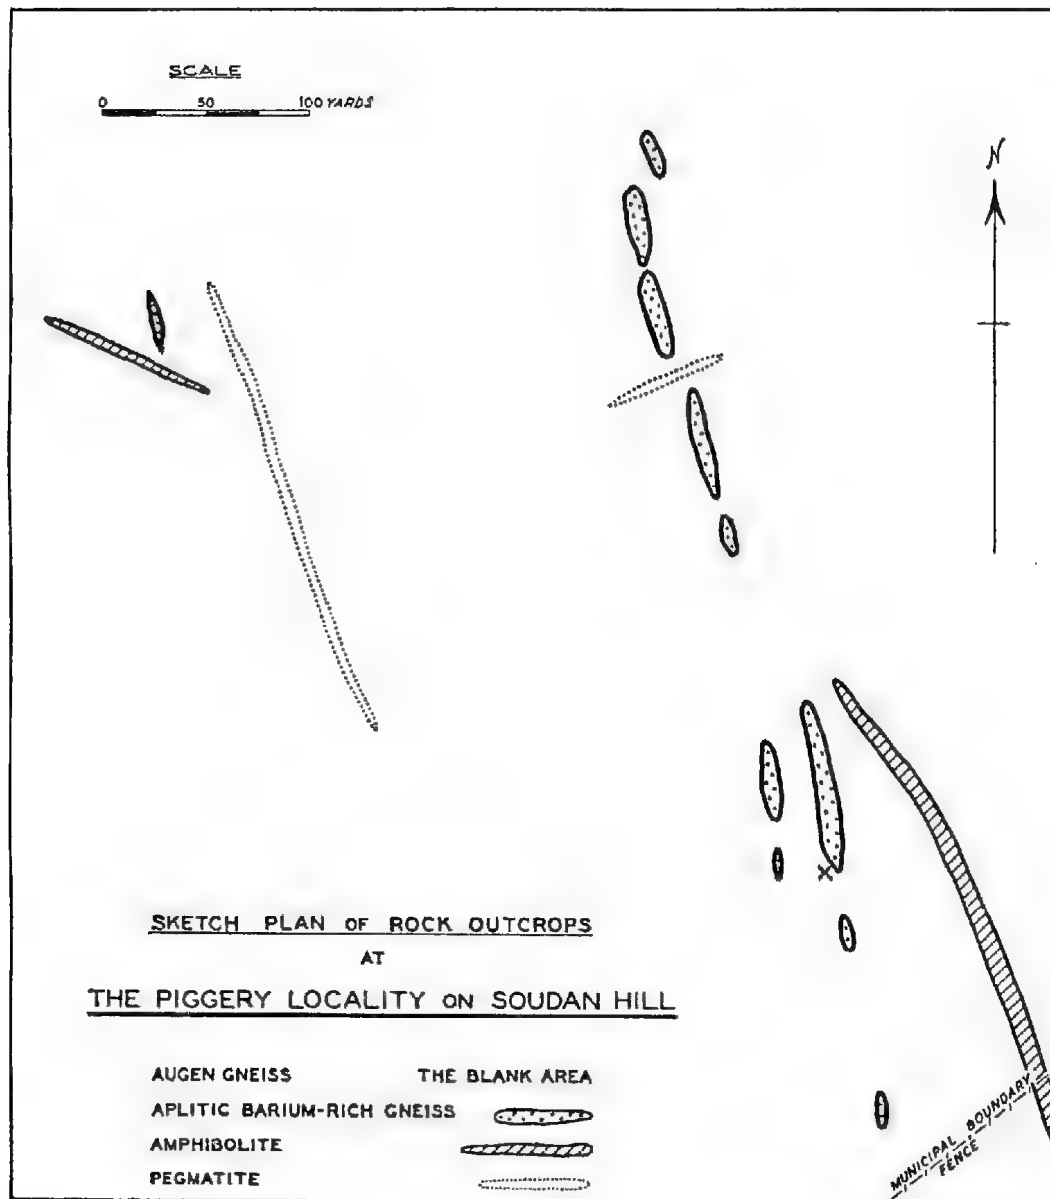 SCALE
0 50 100 YARDS
N
X
SKETCH PLAN OF ROCK OUTCROPS
AT
THE PIGGERY LOCALITY ON SOUDAN HILL
AUGEN GNEISS THE BLANK AREA
APLITIC BARIUM-RICH GNEISS
AMPHIBOLITE
PEGMATITE
MUNICIPAL BOUNDARY
FENCE